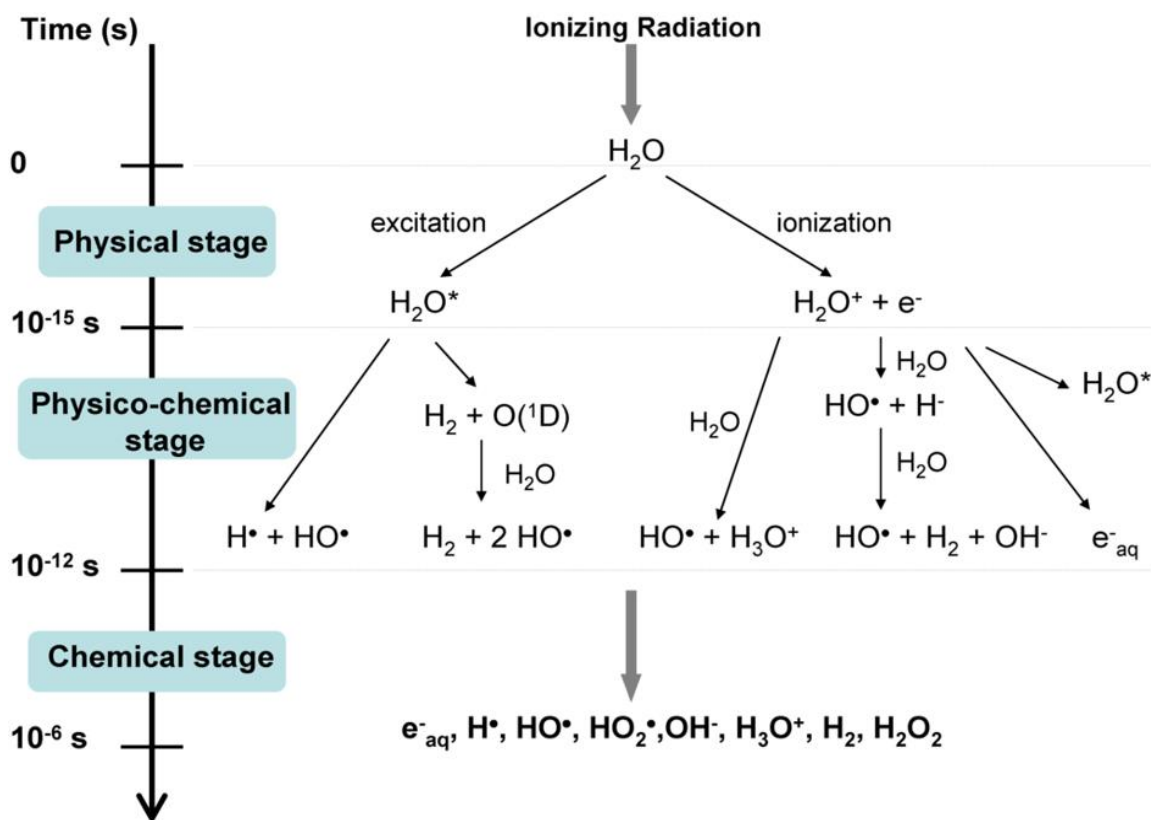 Time (s)
Ionizing Radiation
0
H₂O
excitation
ionization
Physical stage
H₂O*
H₂O⁺ + e⁻
10⁻¹⁵ s
H₂O
H₂O*
Physico-chemical
stage
H₂ + O(¹D)
H₂O
HO• + H⁻
H₂O
H₂O
H• + HO•
H₂ + 2 HO•
HO• + H₃O⁺
HO• + H₂ + OH⁻
e⁻aq
10⁻¹² s
Chemical stage
10⁻⁶ s
e⁻aq, H•, HO•, HO₂•,OH⁻, H₃O⁺, H₂, H₂O₂